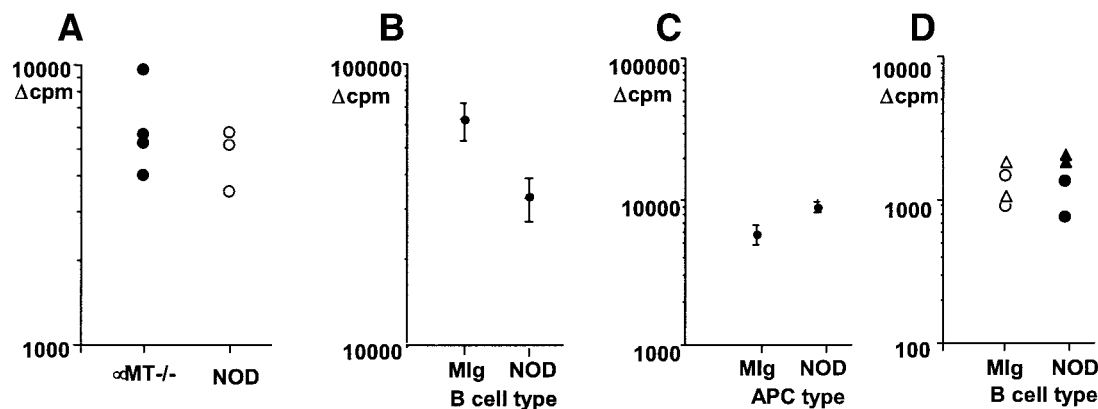 A
B
C
D
10000
Δcpm
1000
∝MT-/-
NOD
100000
Δcpm
10000
MIg
NOD
B cell type
100000
Δcpm
10000
1000
MIg
NOD
APC type
10000
Δcpm
1000
100
MIg
NOD
B cell type